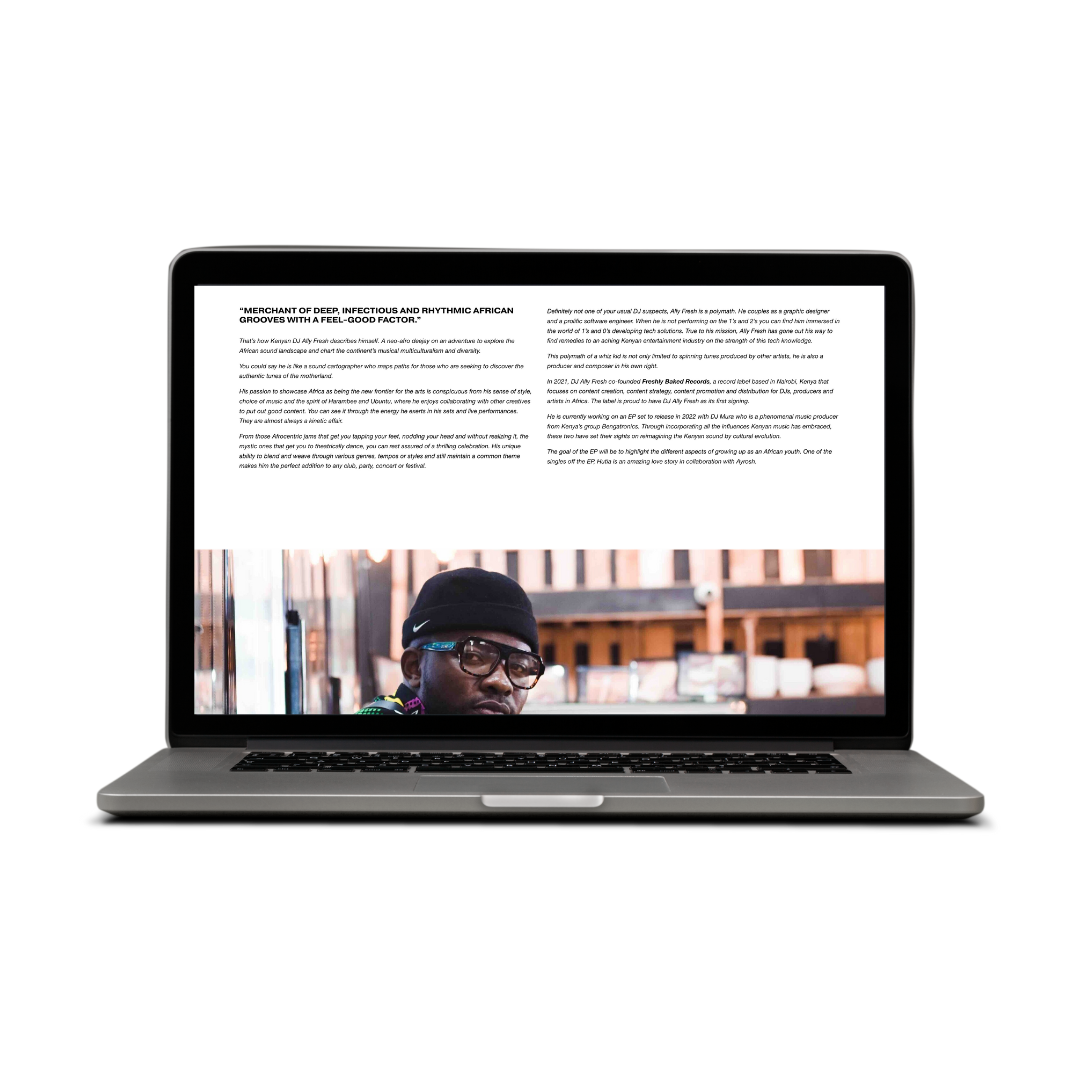 “MERCHANT OF DEEP, INFECTIOUS AND RHYTHMIC AFRICAN
GROOVES WITH A FEEL-GOOD FACTOR.”
That's how Kenyan DJ Ally Fresh describes himself. A neo-afro deejay on an adventure to explore the
African sound landscape and chart the continent's musical multiculturalism and diversity.
You could say he is like a sound cartographer who maps paths for those who are seeking to discover the
authentic tunes of the motherland.
His passion to showcase Africa as being the new frontier for the arts is conspicuous from his sense of style,
choice of music and the spirit of Harambee and Ubuntu, where he enjoys collaborating with other creatives
to put out good content. You can see it through the energy he exerts in his sets and live performances.
They are almost always a kinetic affair.
From those Afrocentric jams that get you tapping your feet, nodding your head and without realizing it, the
mystic ones that get you to theatrically dance, you can rest assured of a thrilling celebration. His unique
ability to blend and weave through various genres, tempos or styles and still maintain a common theme
makes him the perfect addition to any club, party, concert or festival.
Definitely not one of your usual DJ suspects, Ally Fresh is a polymath. He couples as a graphic designer
and a prolific software engineer. When he is not performing on the 1's and 2's you can find him immersed in
the world of 1's and 0's developing tech solutions. True to his mission, Ally Fresh has gone out his way to
find remedies to an aching Kenyan entertainment industry on the strength of this tech knowledge.
This polymath of a whiz kid is not only limited to spinning tunes produced by other artists, he is also a
producer and composer in his own right.
In 2021, DJ Ally Fresh co-founded Freshly Baked Records, a record label based in Nairobi, Kenya that
focuses on content creation, content strategy, content promotion and distribution for DJs, producers and
artists in Africa. The label is proud to have DJ Ally Fresh as its first signing.
He is currently working on an EP set to release in 2022 with DJ Mura who is a phenomenal music producer
from Kenya's group Bengatronics. Through incorporating all the influences Kenyan music has embraced,
these two have set their sights on reimagining the Kenyan sound by cultural evolution.
The goal of the EP will be to highlight the different aspects of growing up as an African youth. One of the
singles off the EP, Hutia is an amazing love story in collaboration with Ayrosh.